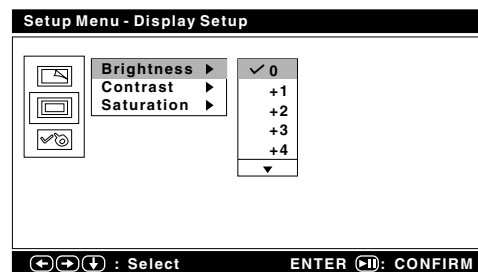 Setup Menu - Display Setup
Brightness
Contrast
Saturation
0
+1
+2
+3
+4
: Select
ENTER : CONFIRM